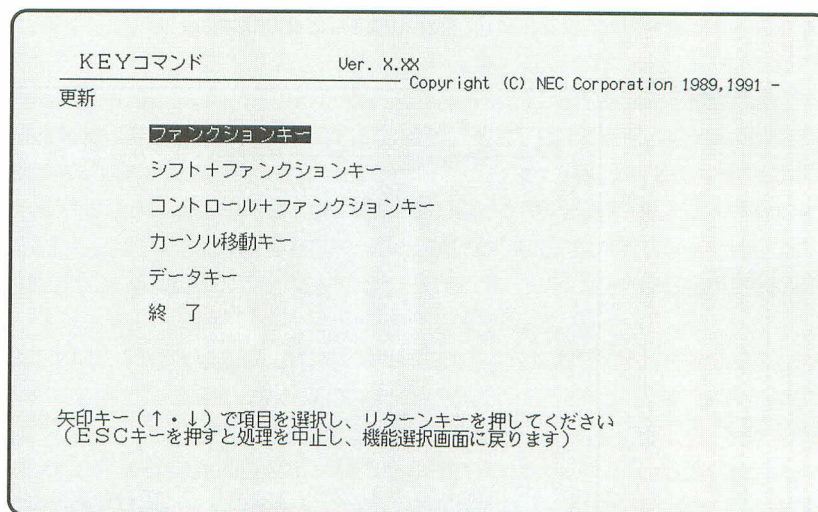 KEYコマンド Ver. X.XX
Copyright (C) NEC Corporation 1989,1991 -
更新
ファンクションキー
シフト+ファンクションキー
コントロール+ファンクションキー
カーソル移動キー
データキー
終 了
矢印キー(↑・↓)で項目を選択し、リターンキーを押してください
(ESCキーを押すと処理を中止し、機能選択画面に戻ります)